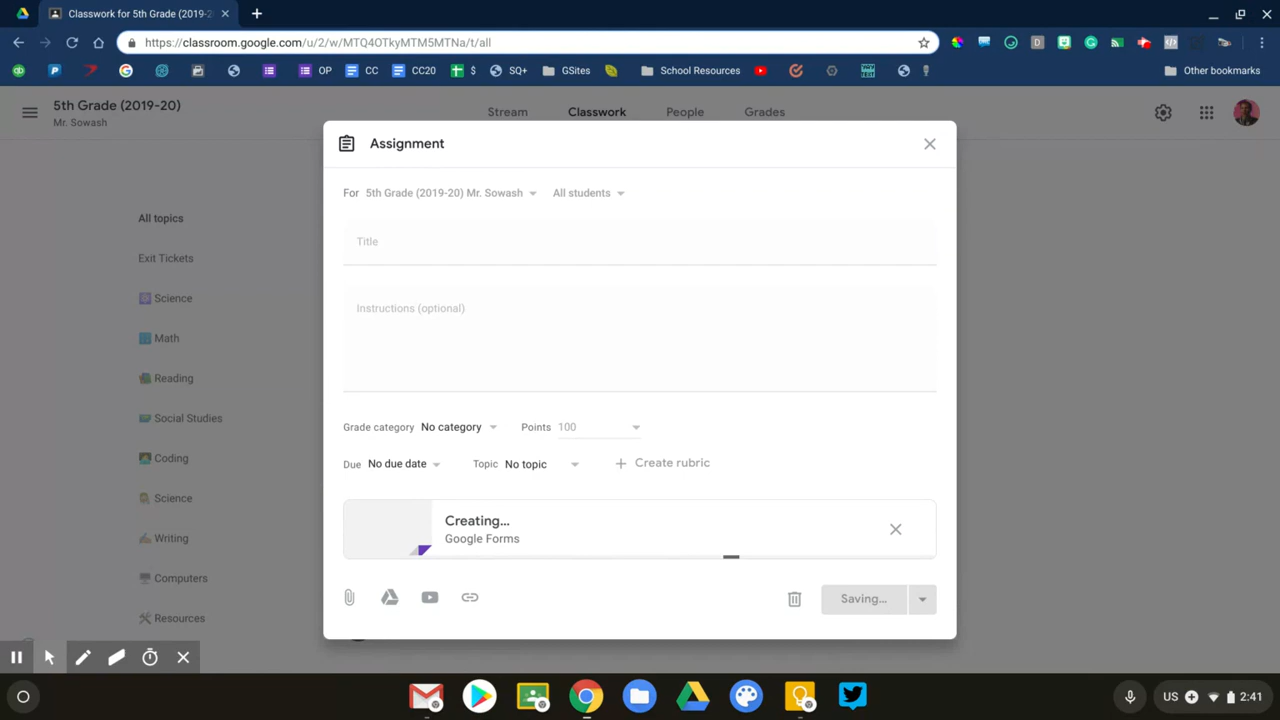 Classwork for 5th Grade (2019-20
https://classroom.google.com/u/2/w/MTQ4OTkyMTM5MTNa/t/all
OP
CC
CC20
$
SQ+
GSites
School Resources
Other bookmarks
5th Grade (2019-20)
Mr. Sowash
Stream
Classwork
People
Grades
Assignment
For 5th Grade (2019-20) Mr. Sowash
All students
Title
Instructions (optional)
Grade category No category
Points 100
Due No due date
Topic No topic
Create rubric
Creating...
Google Forms
Saving...
All topics
Exit Tickets
Science
Math
Reading
Social Studies
Coding
Science
Writing
Computers
Resources
US
2:41